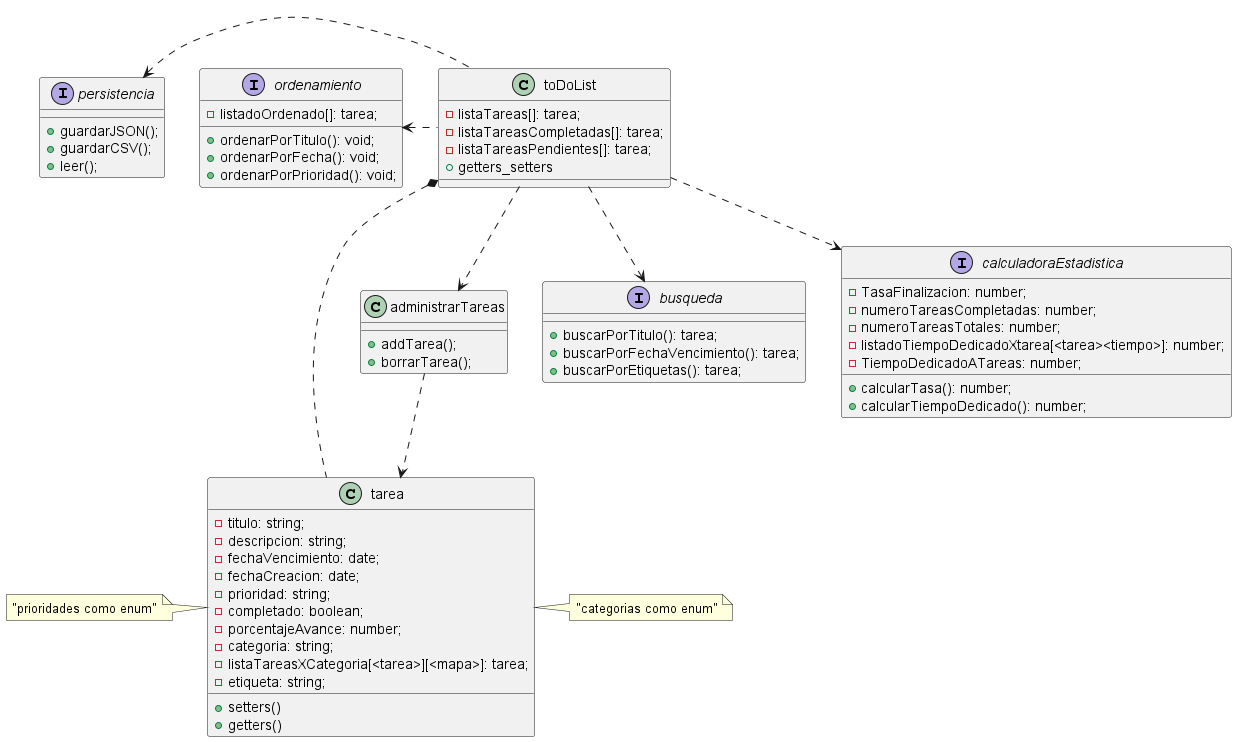 I persistencia
guardarJSON();
guardarCSV();
leer();
I ordenamiento
listadoOrdenado[]: tarea;
ordenarPorTitulo(): void;
ordenarPorFecha(): void;
ordenarPorPrioridad(): void;
C toDoList
listaTareas[]: tarea;
listaTareasCompletadas[]: tarea;
listaTareasPendientes[]: tarea;
getters_setters
C administrarTareas
addTarea();
borrarTarea();
I busqueda
buscarPorTitulo(): tarea;
buscarPorFechaVencimiento(): tarea;
buscarPorEtiquetas(): tarea;
I calculadoraEstadistica
TasaFinalizacion: number;
numeroTareasCompletadas: number;
numeroTareasTotales: number;
listadoTiempoDedicadoXtarea[<tarea><tiempo>]: number;
TiempoDedicadoATareas: number;
calcularTasa(): number;
calcularTiempoDedicado(): number;
C tarea
titulo: string;
descripcion: string;
fechaVencimiento: date;
fechaCreacion: date;
prioridad: string;
completado: boolean;
porcentajeAvance: number;
categoria: string;
listaTareasXCategoria[<tarea>][<mapa>]: tarea;
etiqueta: string;
setters()
getters()
"prioridades como enum"
"categorias como enum"